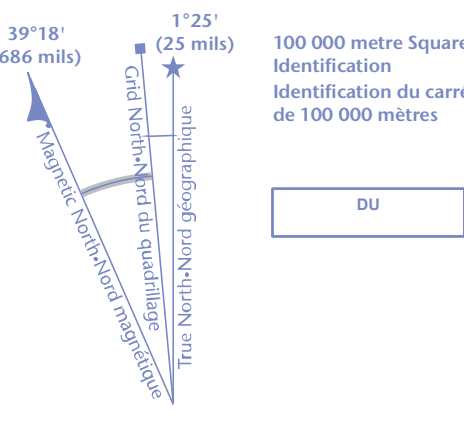 39°18'
686 mils)
1°25'
(25 mils)
Magnetic North•Nord magnétique
Grid North•Nord du quadrillage
True North•Nord géographique
100 000 metre Square
Identification
Identification du carré
de 100 000 mètres
DU